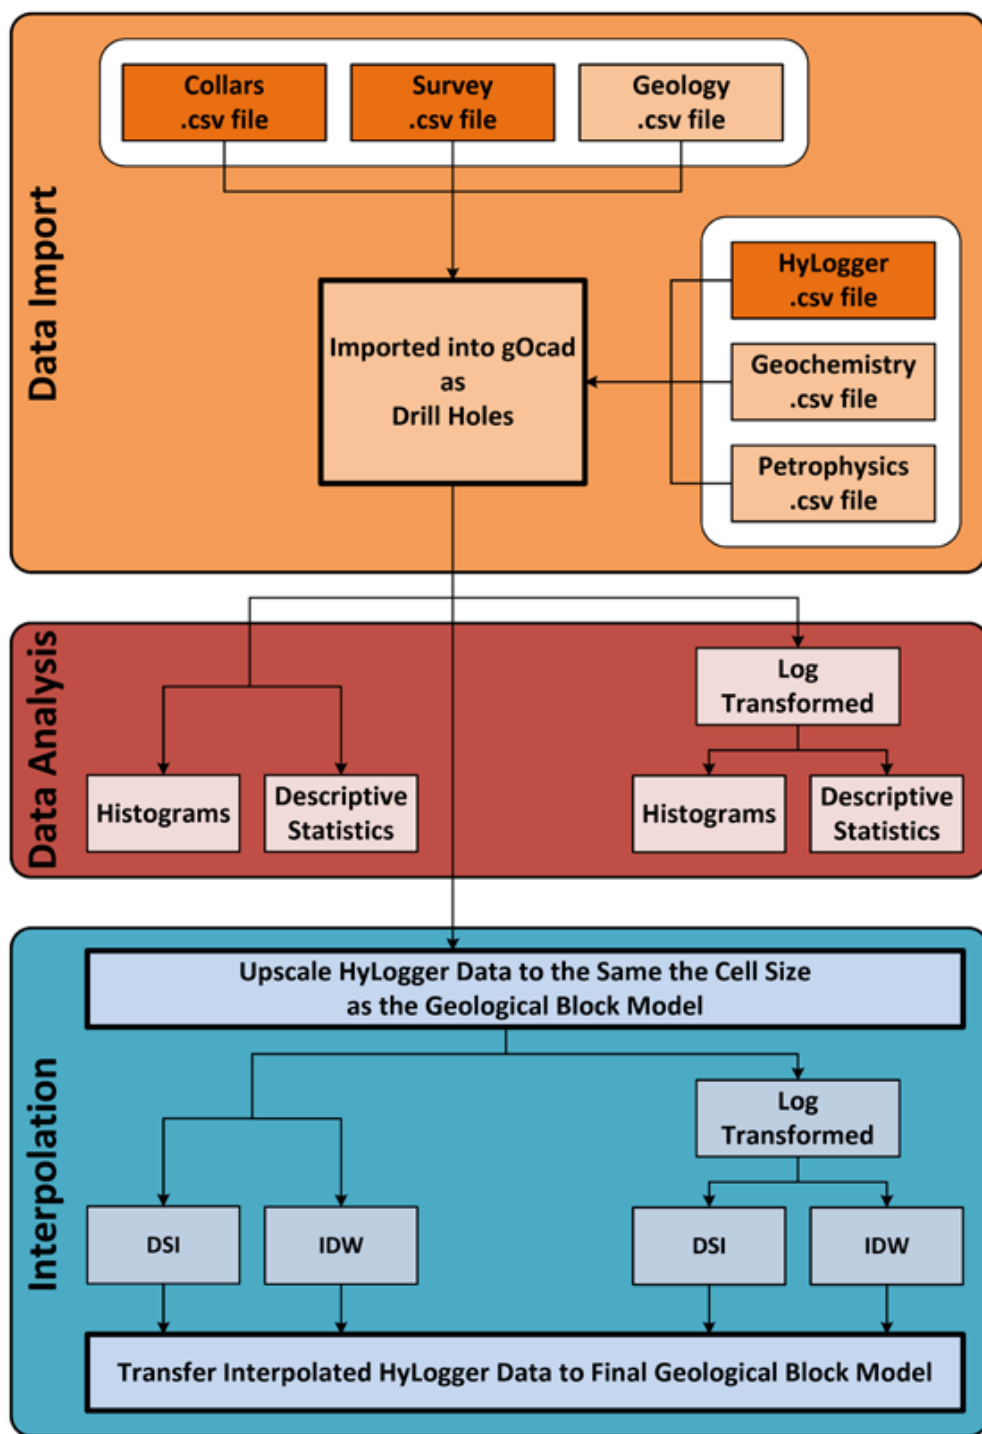 Data Import
Collars
.csv file
Survey
.csv file
Geology
.csv file
HyLogger
.csv file
Imported into gOcad
as
Drill Holes
Geochemistry
.csv file
Petrophysics
.csv file
Data Analysis
Log
Transformed
Histograms
Descriptive
Statistics
Histograms
Descriptive
Statistics
Interpolation
Upscale HyLogger Data to the Same the Cell Size
as the Geological Block Model
Log
Transformed
DSI
IDW
DSI
IDW
Transfer Interpolated HyLogger Data to Final Geological Block Model